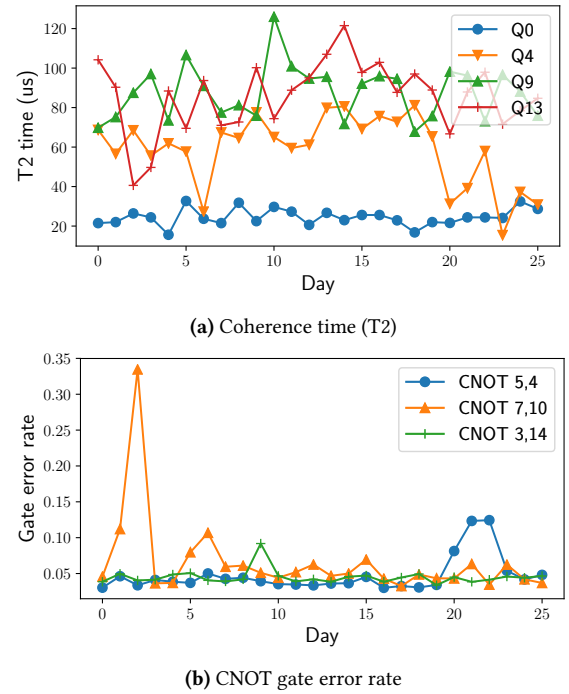 120
100
80
60
40
20
T2 time (us)
Q0
Q4
Q9
Q13
0 5 10 15 20 25
Day
(a) Coherence time (T2)
0.35
0.30
0.25
0.20
0.15
0.10
0.05
Gate error rate
CNOT 5,4
CNOT 7,10
CNOT 3,14
0 5 10 15 20 25
Day
(b) CNOT gate error rate